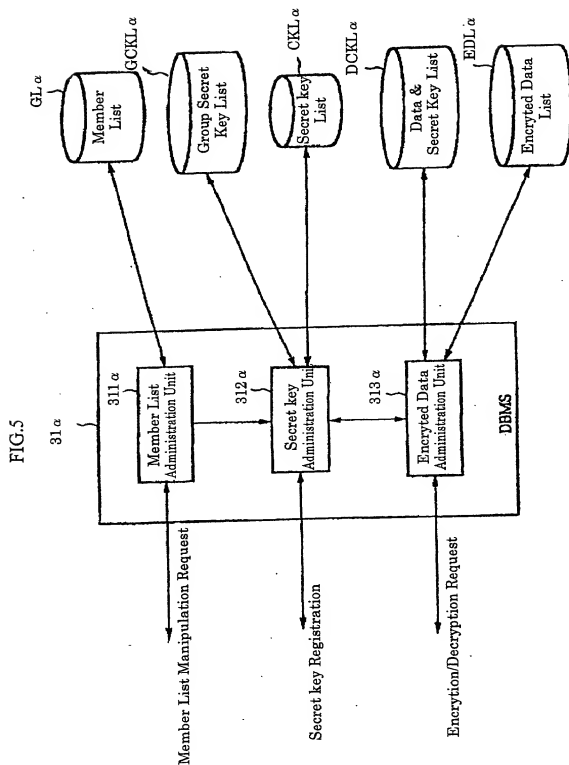 FIG.5
31α
GLα
Member
List
311α
Member List
Administration Unit
Member List Manipulation Request
GCKLα
Group Secret
Key List
312α
Secret key
Administration Unit
Secret key Registration
CKLα
Secret key
List
DCKLα
Data &
Secret Key List
313α
Encryted Data
Administration Unit
Encrytion/Decryption Request
EDLα
Encryted Data
List
DBMS